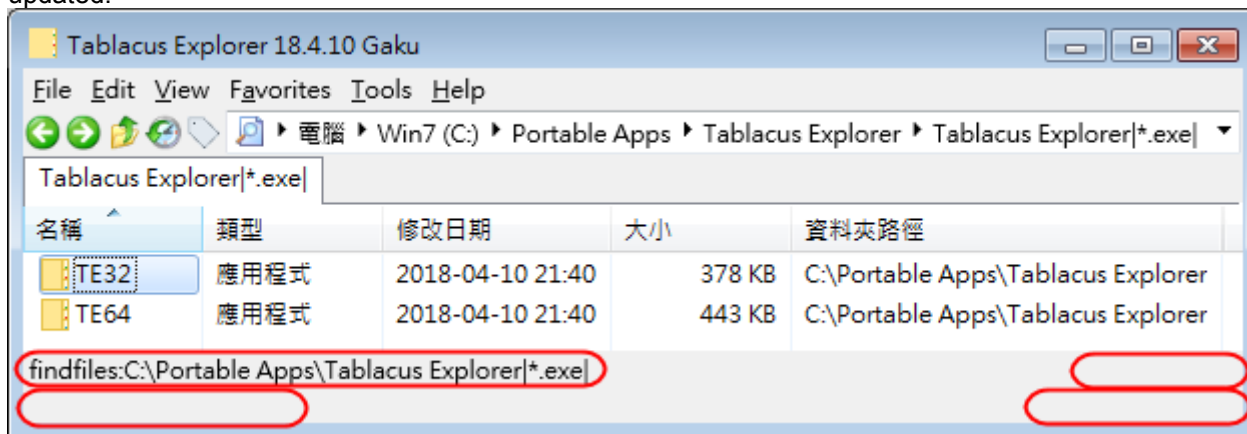 updated.
Tablacus Explorer 18.4.10 Gaku
File Edit View Favorites Tools Help
電腦 Win7 (C:) Portable Apps Tablacus Explorer Tablacus Explorer|*.exe|
Tablacus Explorer|*.exe|
名稱 類型 修改日期 大小 資料夾路徑
TE32 應用程式 2018-04-10 21:40 378 KB C:\Portable Apps\Tablacus Explorer
TE64 應用程式 2018-04-10 21:40 443 KB C:\Portable Apps\Tablacus Explorer
findfiles:C:\Portable Apps\Tablacus Explorer|*.exe|